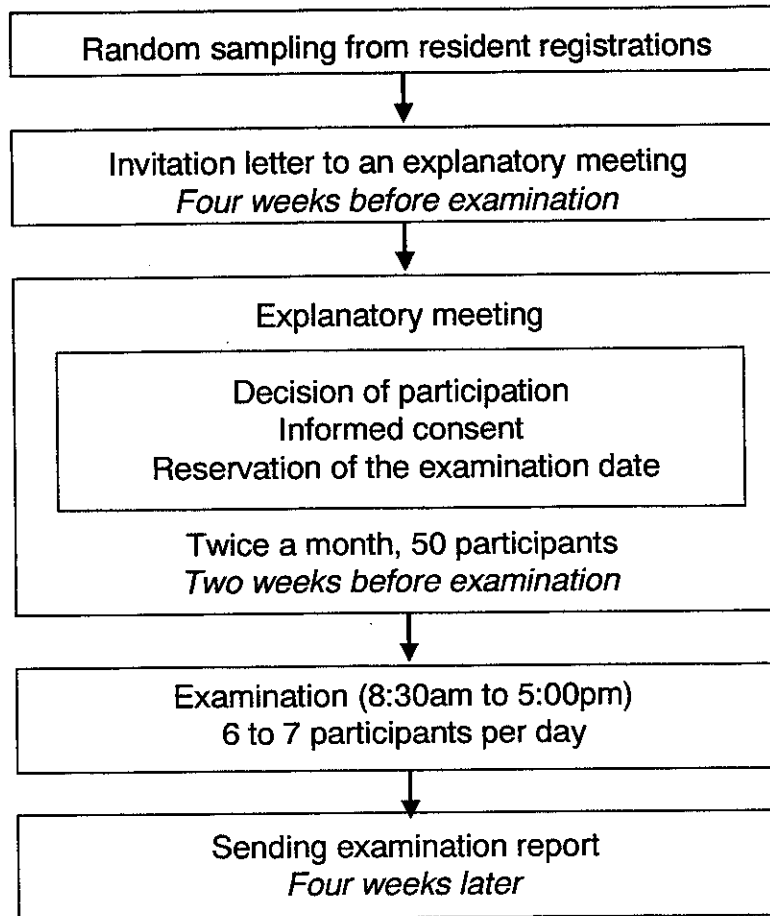 Random sampling from resident registrations
Invitation letter to an explanatory meeting
Four weeks before examination
Explanatory meeting
Decision of participation
Informed consent
Reservation of the examination date
Twice a month, 50 participants
Two weeks before examination
Examination (8:30am to 5:00pm)
6 to 7 participants per day
Sending examination report
Four weeks later